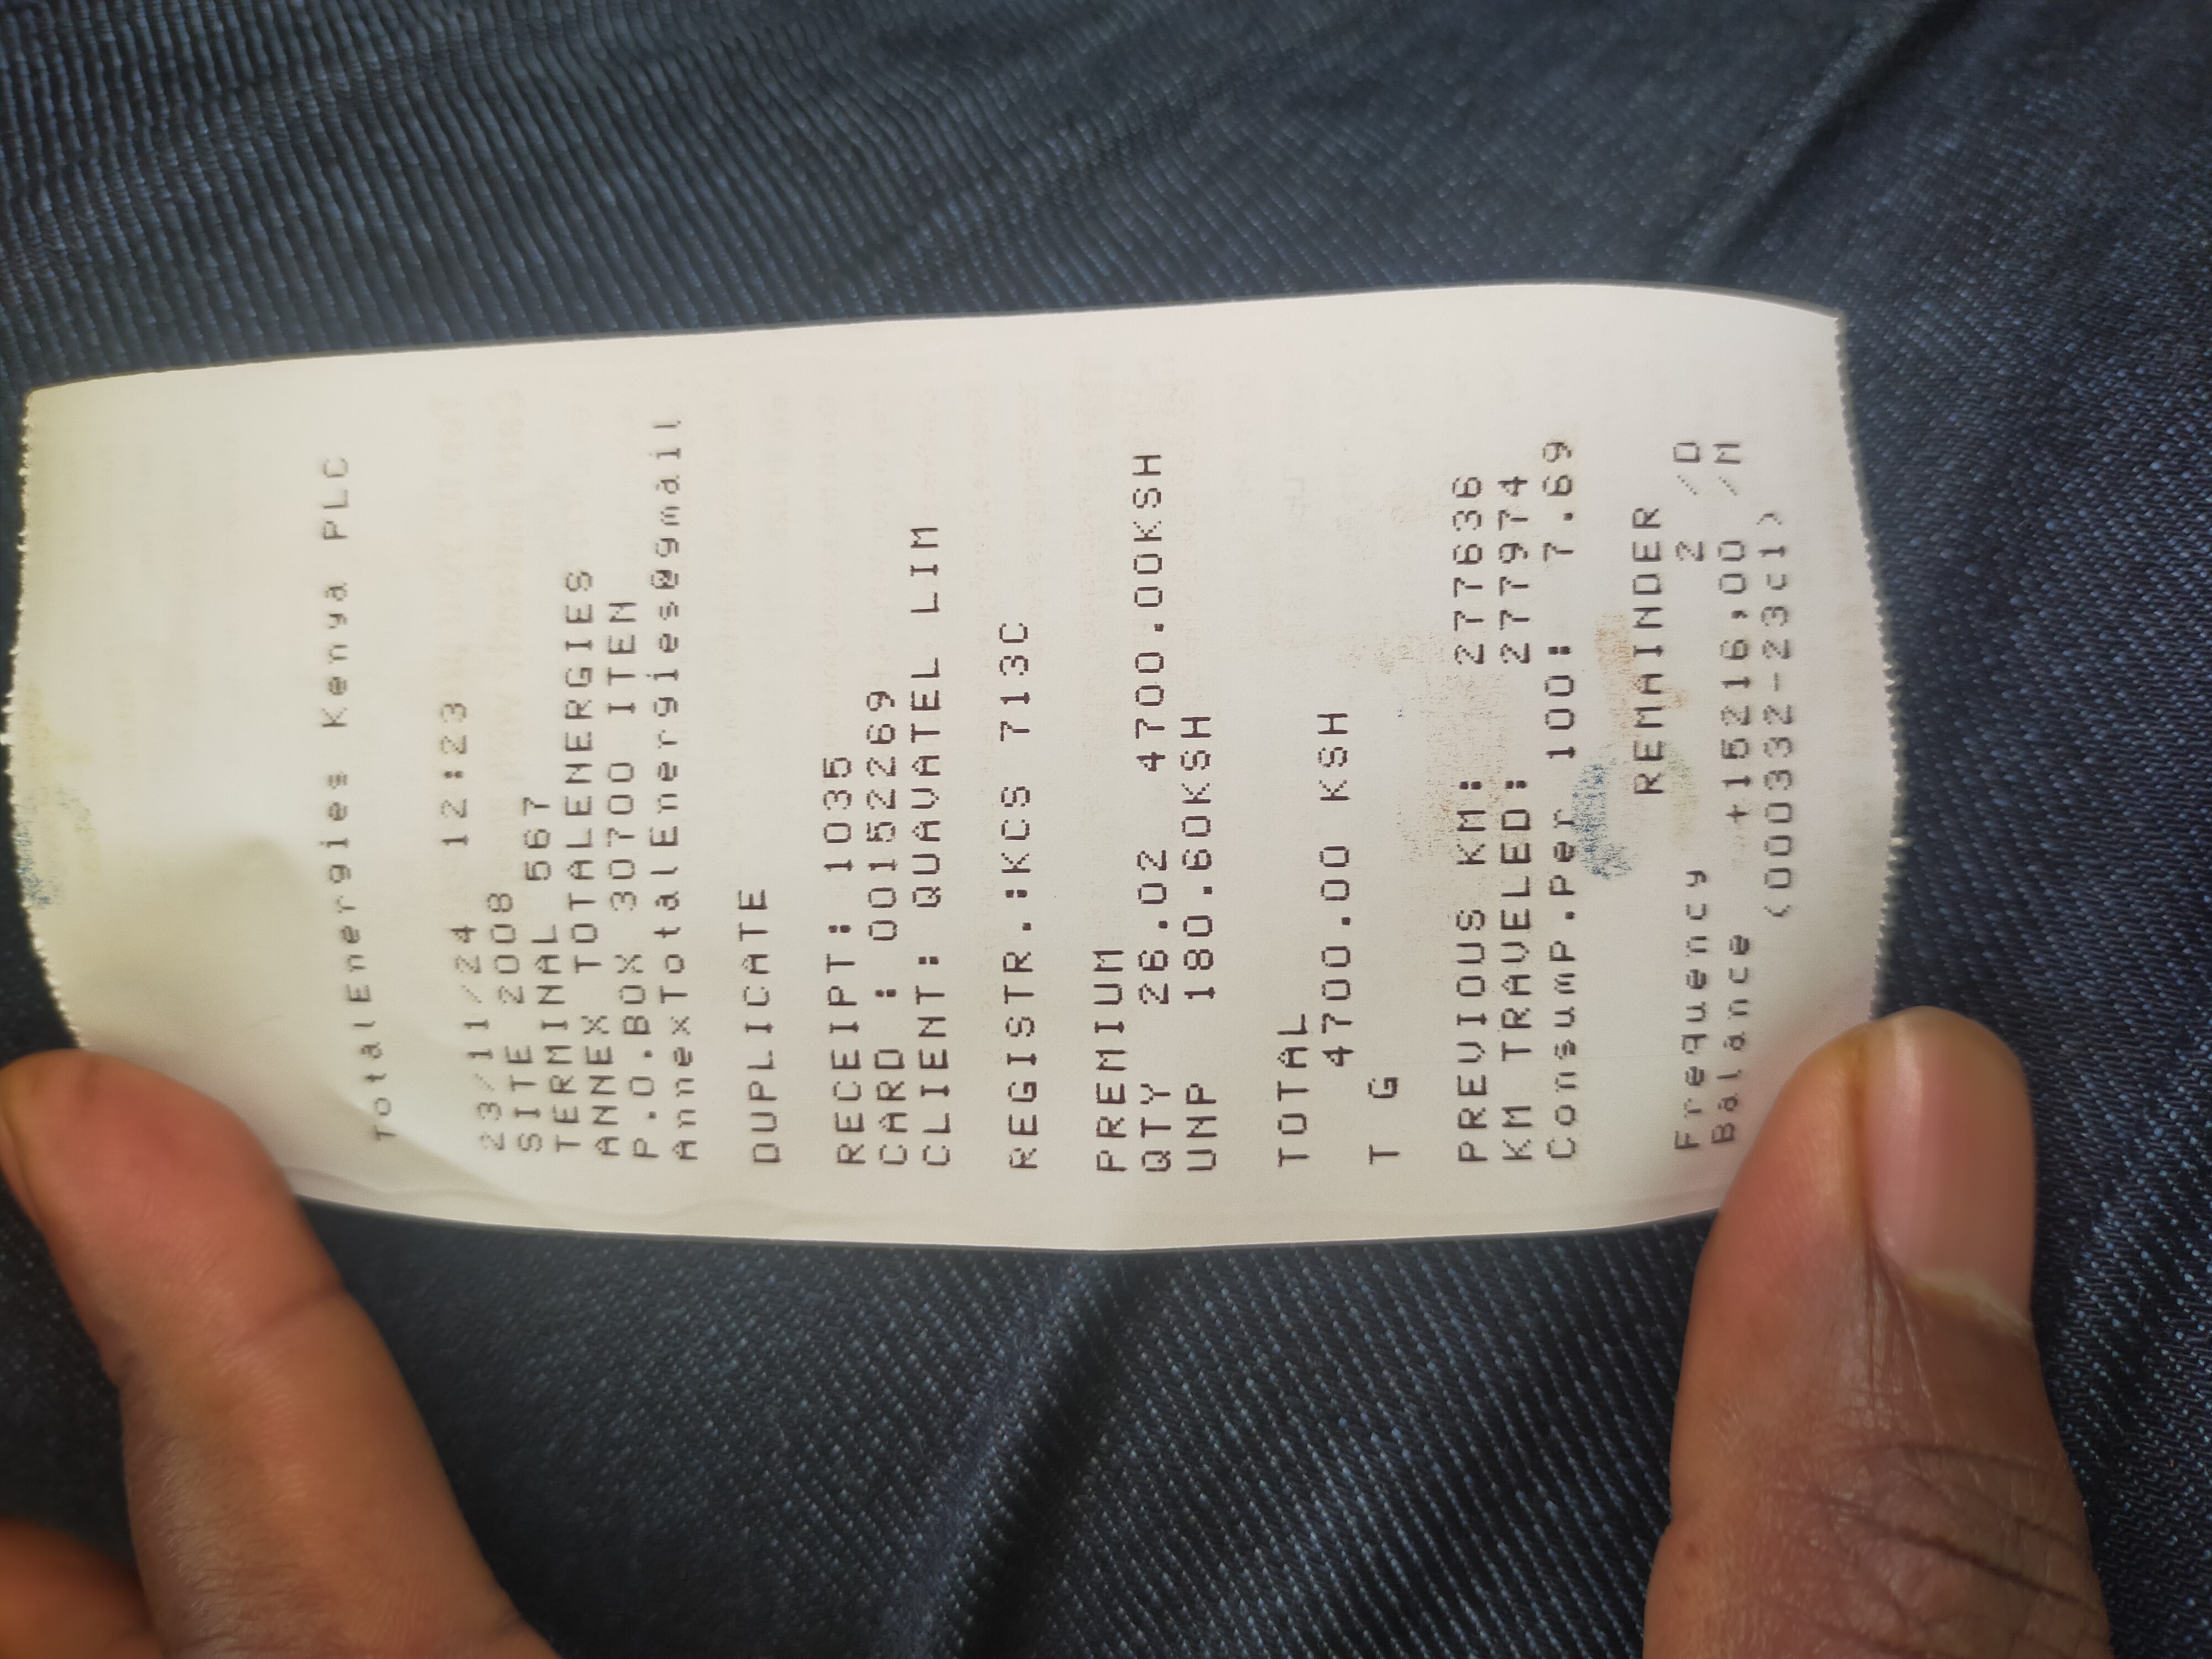 TotalEnergies Kenya PLC
23/11/24 12:23
SITE 2008
TERMINAL 567
ANNEX TOTALENERGIES
P.O.BOX 30700 ITEN
AnnexTotalEnergies@gmail
DUPLICATE
RECEIPT: 1035
CARD : 00152269
CLIENT: QUAVATEL LIM
REGISTR.:KCS 713C
PREMIUM
QTY 26.02 4700.00KSH
UNP 180.60KSH
TOTAL
4700.00 KSH
T G
PREVIOUS KM: 277636
KM TRAVELED: 277974
Consump.Per 100: 7.69
REMAINDER
Frequency 2 /D
Balance +15216,00 /M
<000332-23c1>